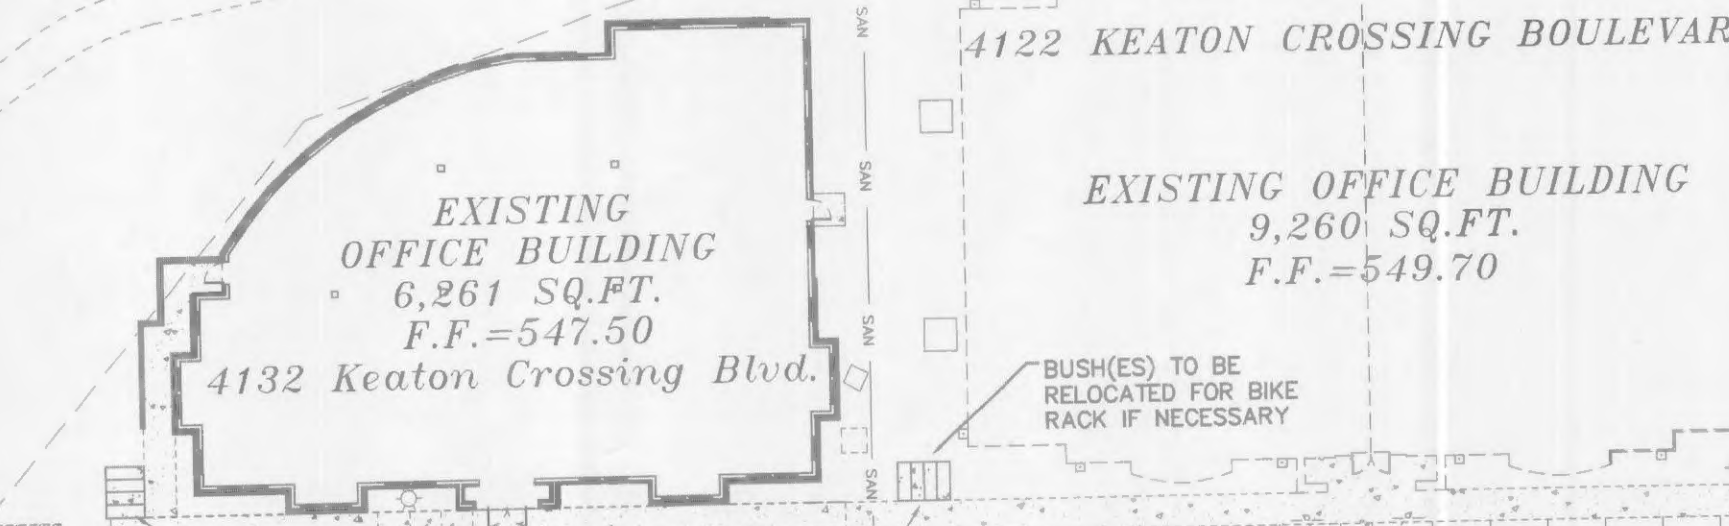 SAN
4122 KEATON CROSSING BOULEVAR
SAN
EXISTING
OFFICE BUILDING
6,261 SQ.FT.
F.F.=547.50
4132 Keaton Crossing Blvd.
EXISTING OFFICE BUILDING
9,260 SQ.FT.
F.F.=549.70
SAN
BUSH(ES) TO BE
RELOCATED FOR BIKE
RACK IF NECESSARY
SAN